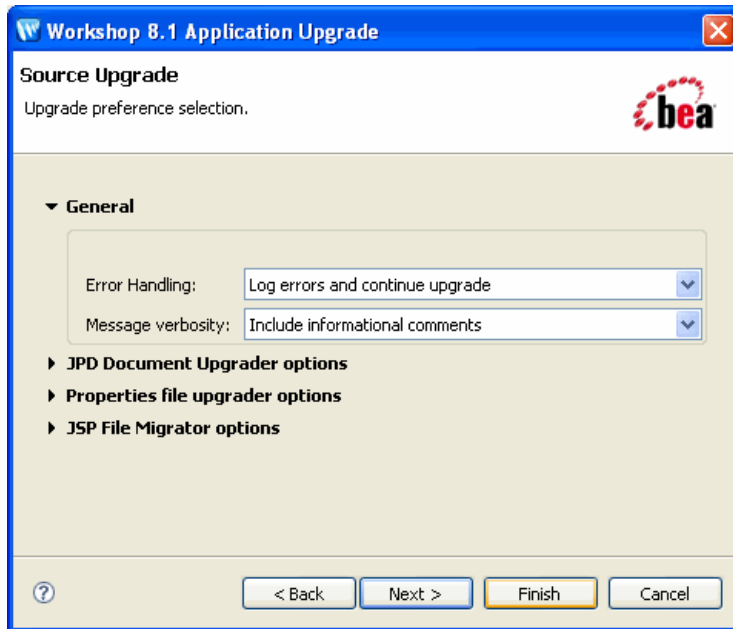 Workshop 8.1 Application Upgrade
Source Upgrade
Upgrade preference selection.
bea
General
Error Handling: Log errors and continue upgrade
Message verbosity: Include informational comments
JPD Document Upgrader options
Properties file upgrader options
JSP File Migrator options
? < Back Next > Finish Cancel